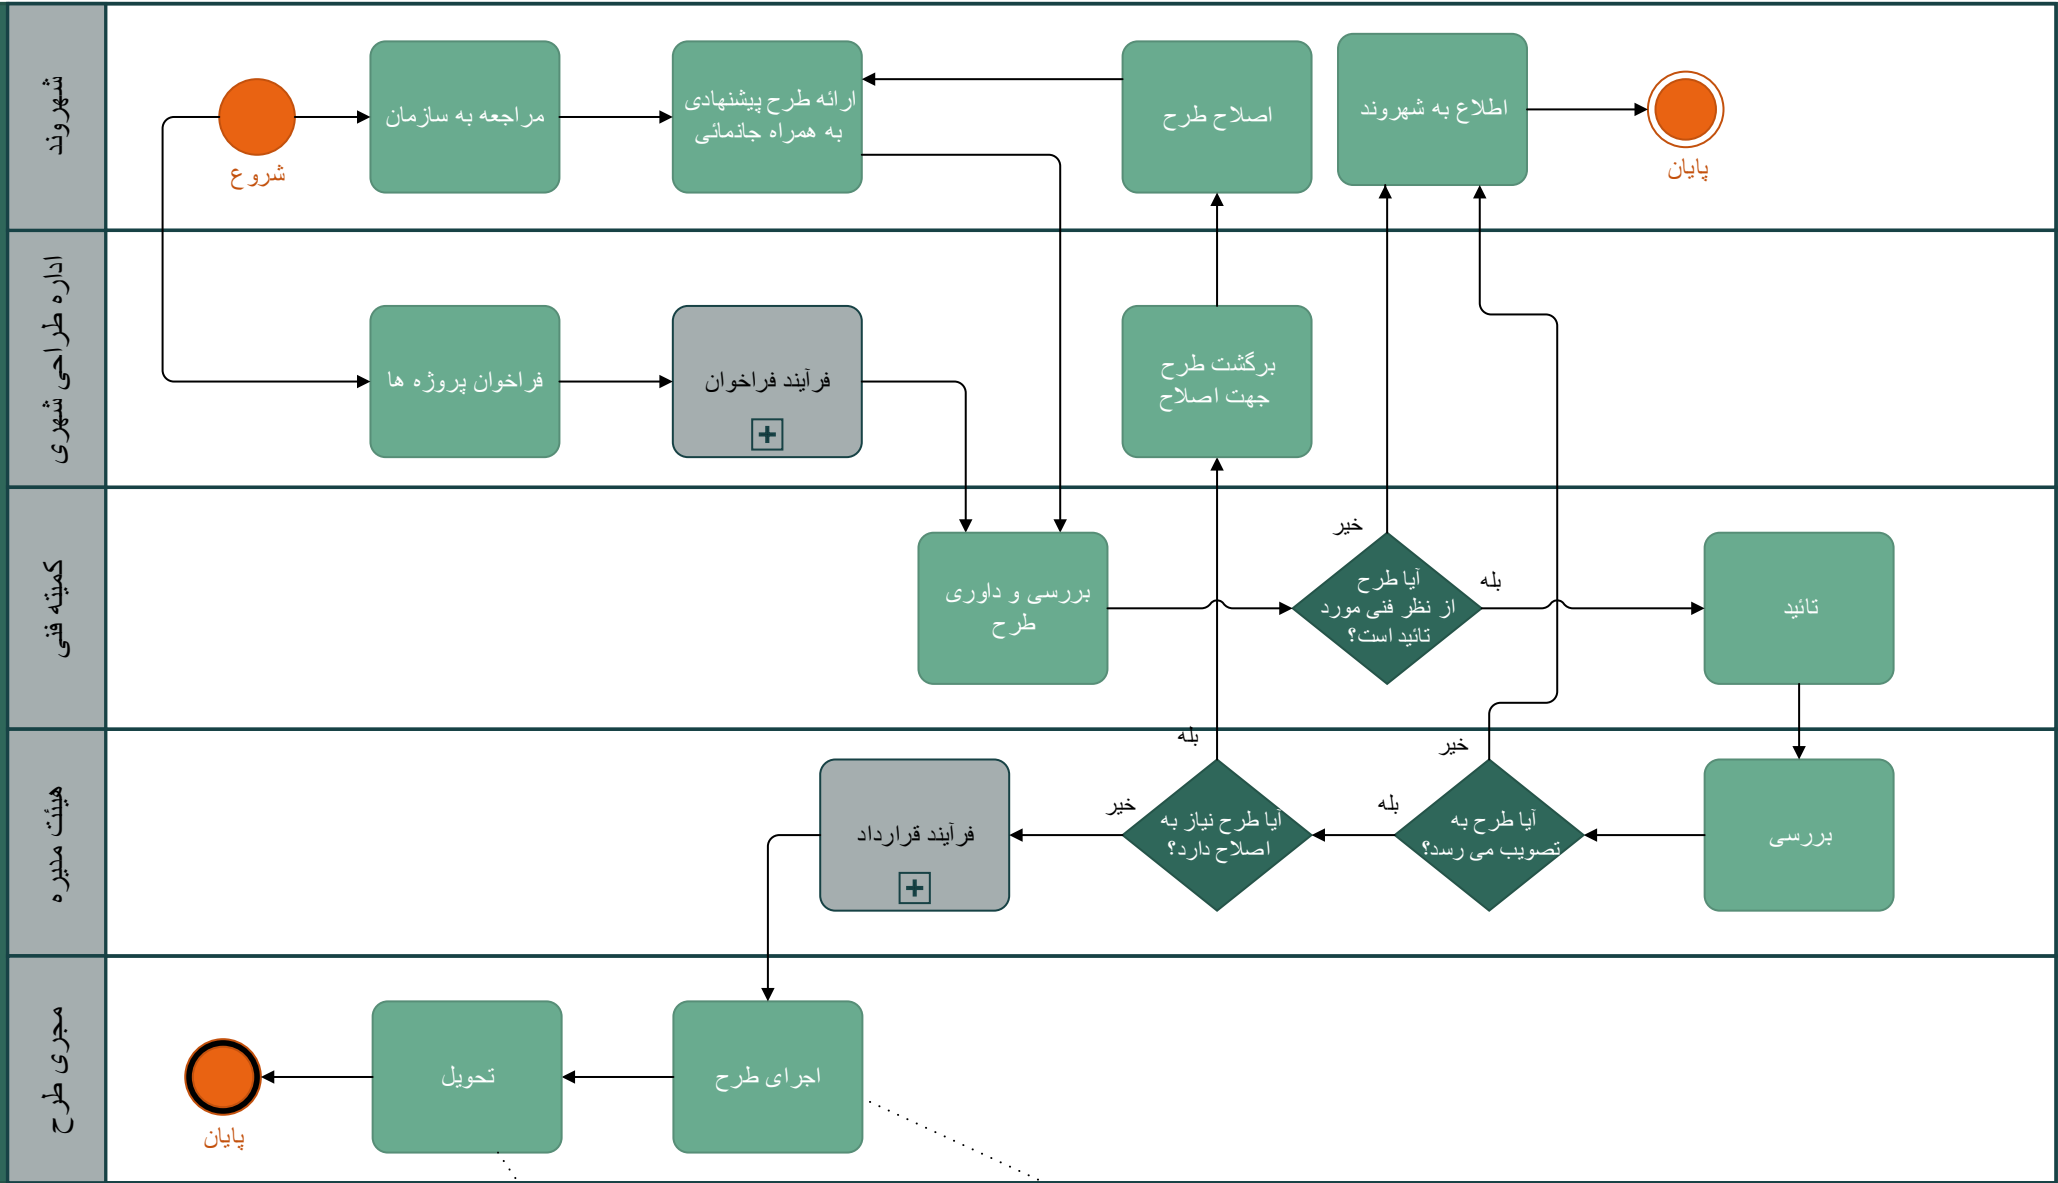 شهروند
شروع
مراجعه به سازمان
ارائه طرح پیشنهادی
به همراه جانمائی
اصلاح طرح
اطلاع به شهروند
پایان
اداره طراحی شهری
فراخوان پروژه ها
فرآیند فراخوان
برگشت طرح
جهت اصلاح
کمیته فنی
بررسی و داوری
طرح
خیر
آیا طرح
از نظر فنی مورد
تائید است؟
بله
تائید
هیئت مدیره
فرآیند قرارداد
خیر
بله
آیا طرح نیاز به
اصلاح دارد؟
بله
خیر
آیا طرح به
تصویب می رسد؟
بررسی
مجری طرح
پایان
تحویل
اجرای طرح